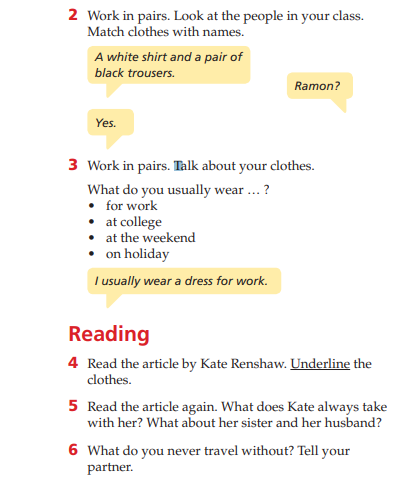 2 Work in pairs. Look at the people in your class.
Match clothes with names.
A white shirt and a pair of
black trousers.
Ramon?
Yes.
3 Work in pairs. Talk about your clothes.
What do you usually wear … ?
• for work
• at college
• at the weekend
• on holiday
I usually wear a dress for work.
Reading
4 Read the article by Kate Renshaw. Underline the
clothes.
5 Read the article again. What does Kate always take
with her? What about her sister and her husband?
6 What do you never travel without? Tell your
partner.